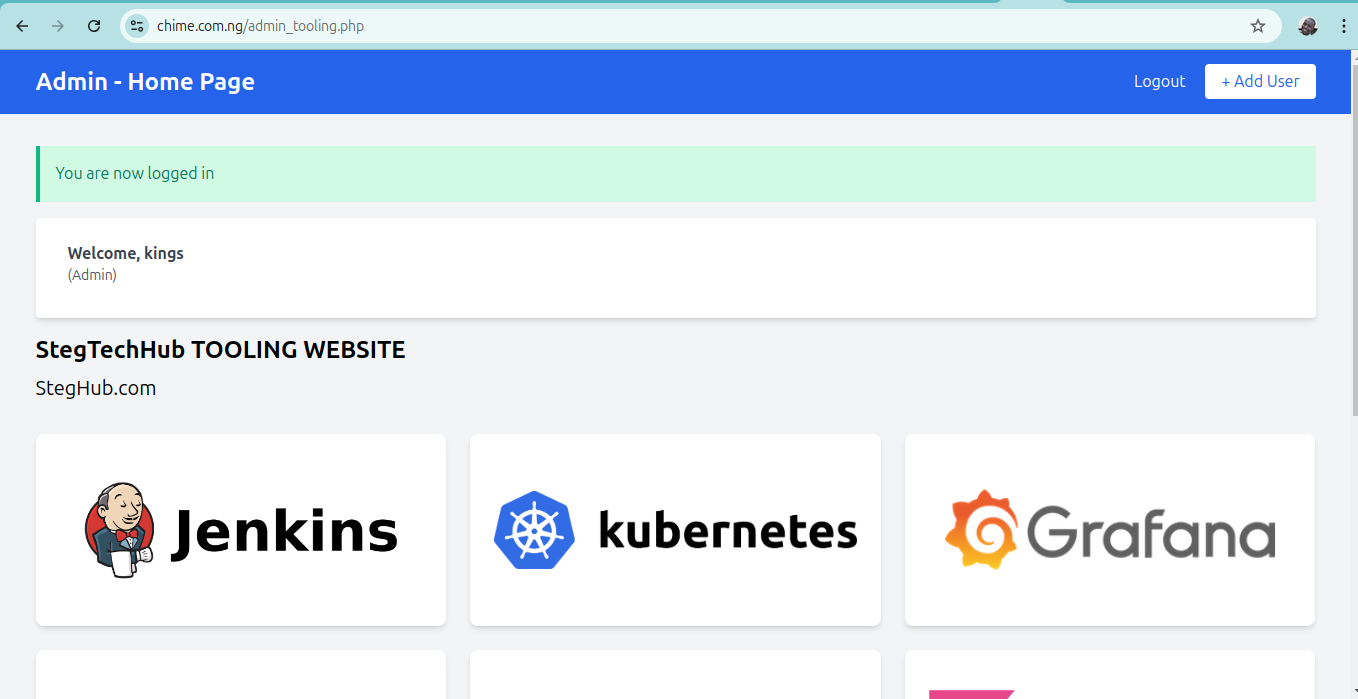 chime.com.ng/admin_tooling.php
Admin - Home Page
Logout
+ Add User
You are now logged in
Welcome, kings
(Admin)
StegTechHub TOOLING WEBSITE
StegHub.com
Jenkins
kubernetes
Grafana